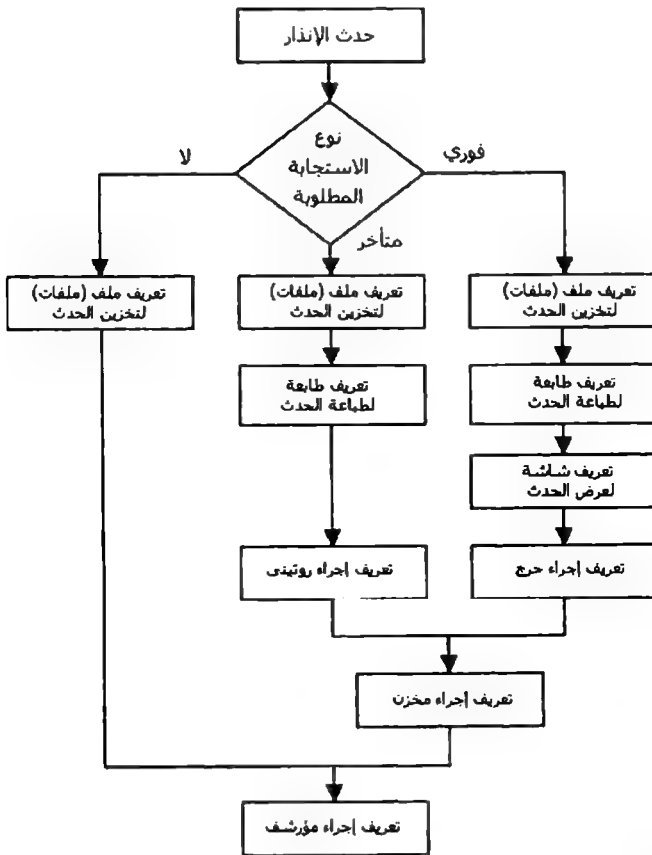 حدث الإنذار
نوع
الاستجابة
المطلوبة
فوري
لا
متأخر
تعريف ملف (ملفات)
لتخزين الحدث
تعريف ملف (ملفات)
لتخزين الحدث
تعريف ملف (ملفات)
لتخزين الحدث
تعريف طابعة
لطباعة الحدث
تعريف طابعة
لطباعة الحدث
تعريف شاشة
لعرض الحدث
تعريف إجراء حرج
تعريف إجراء روتينى
تعريف أجراء مخزن
تعريف إجراء مؤرشف